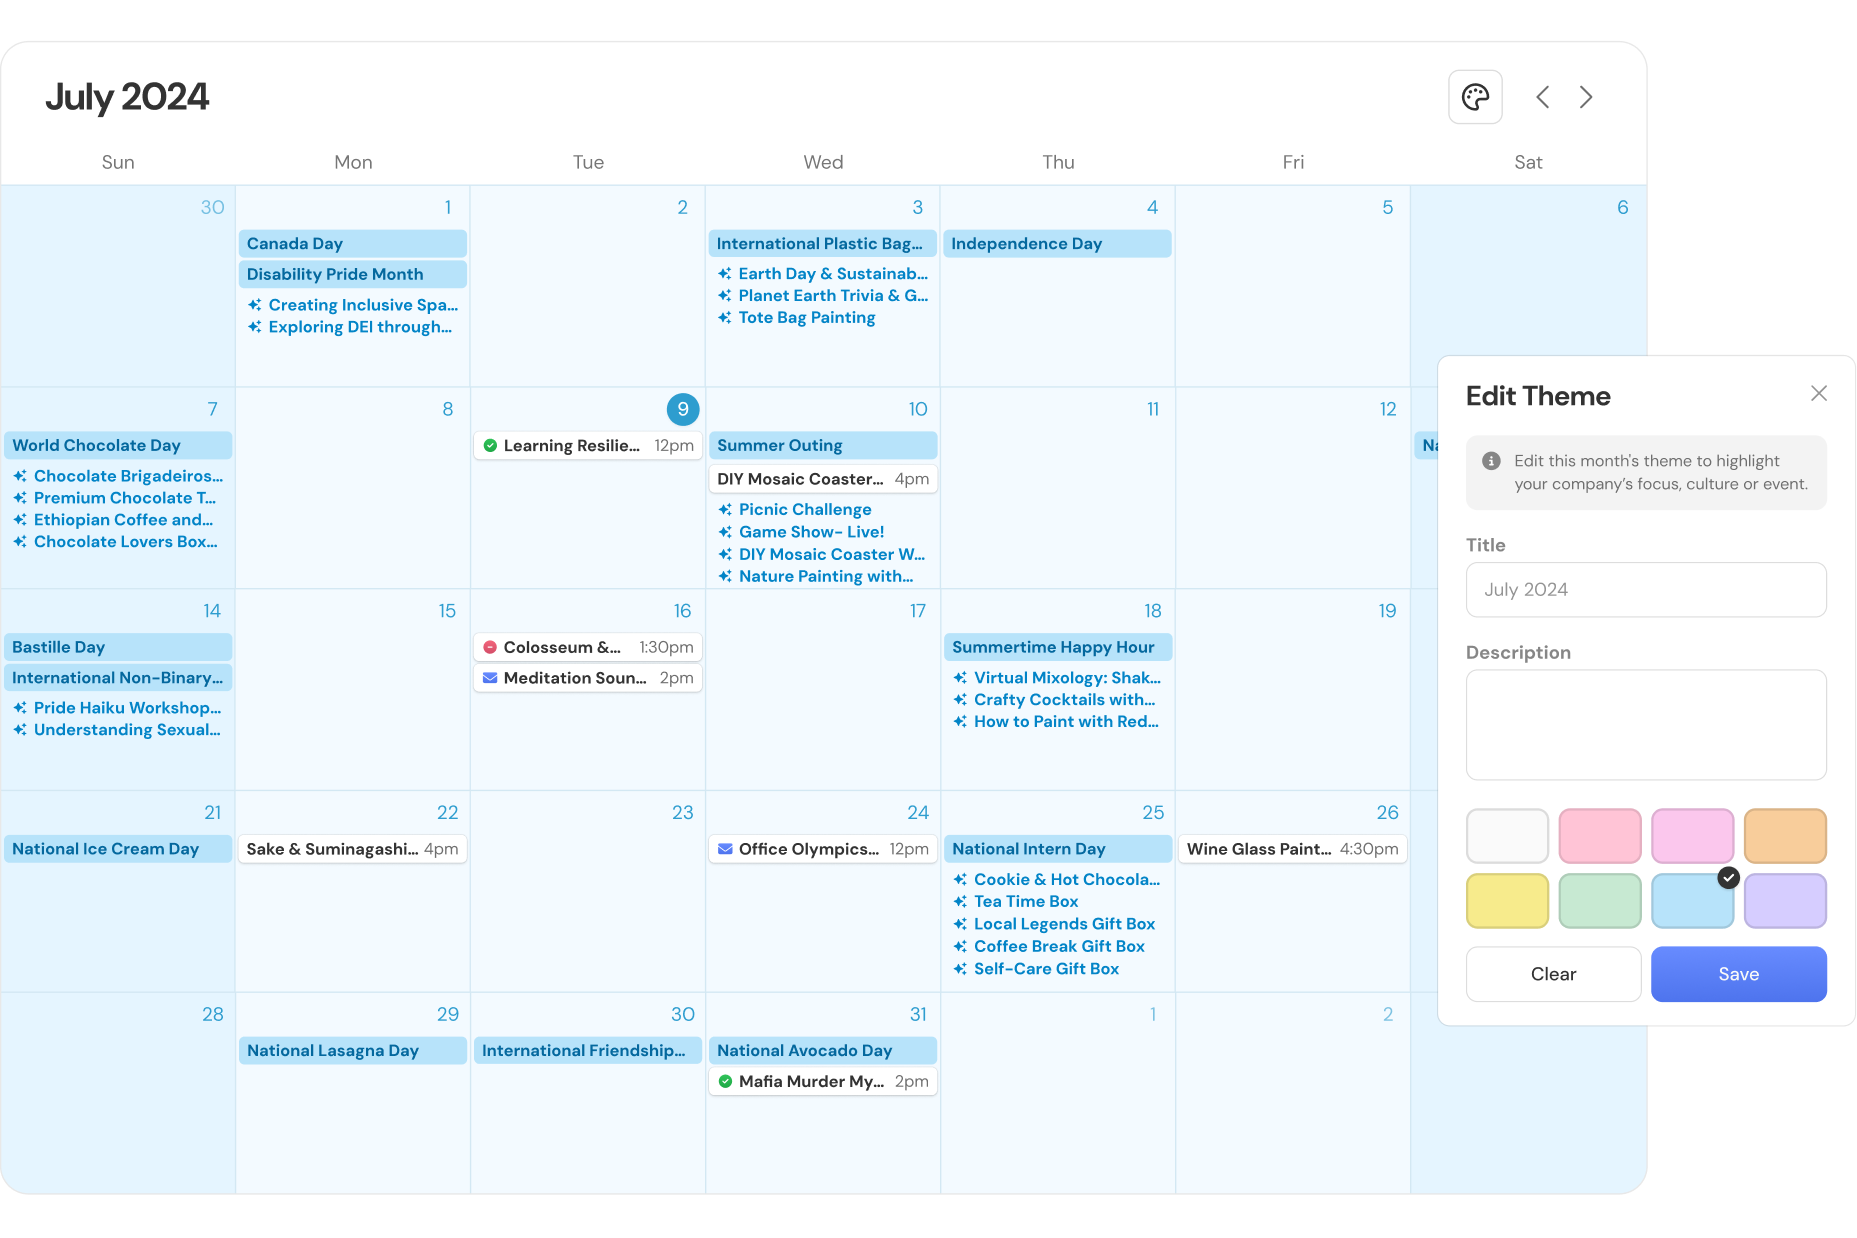 July 2024
Sun Mon Tue Wed Thu Fri Sat
30 1 2 3 4 5 6
Canada Day
Disability Pride Month
Creating Inclusive Spa...
Exploring DEI through...
International Plastic Bag...
Earth Day & Sustainab...
Planet Earth Trivia & G...
Tote Bag Painting
Independence Day
7 8 9 10 11 12
World Chocolate Day
Chocolate Brigadeiros...
Premium Chocolate T...
Ethiopian Coffee and...
Chocolate Lovers Box...
Learning Resilie... 12pm
Summer Outing
DIY Mosaic Coaster... 4pm
Picnic Challenge
Game Show- Live!
DIY Mosaic Coaster W...
Nature Painting with...
14 15 16 17 18 19
Bastille Day
International Non-Binary...
Pride Haiku Workshop...
Understanding Sexual...
Colosseum &... 1:30pm
Meditation Soun... 2pm
Summertime Happy Hour
Virtual Mixology: Shak...
Crafty Cocktails with...
How to Paint with Red...
21 22 23 24 25 26
National Ice Cream Day
Sake & Suminagashi... 4pm
Office Olympics... 12pm
National Intern Day
Cookie & Hot Chocola...
Tea Time Box
Local Legends Gift Box
Coffee Break Gift Box
Self-Care Gift Box
Wine Glass Paint... 4:30pm
28 29 30 31 1 2
National Lasagna Day
International Friendship...
National Avocado Day
Mafia Murder My... 2pm
Edit Theme
Edit this month's theme to highlight
your company’s focus, culture or event.
Title
July 2024
Description
Clear
Save